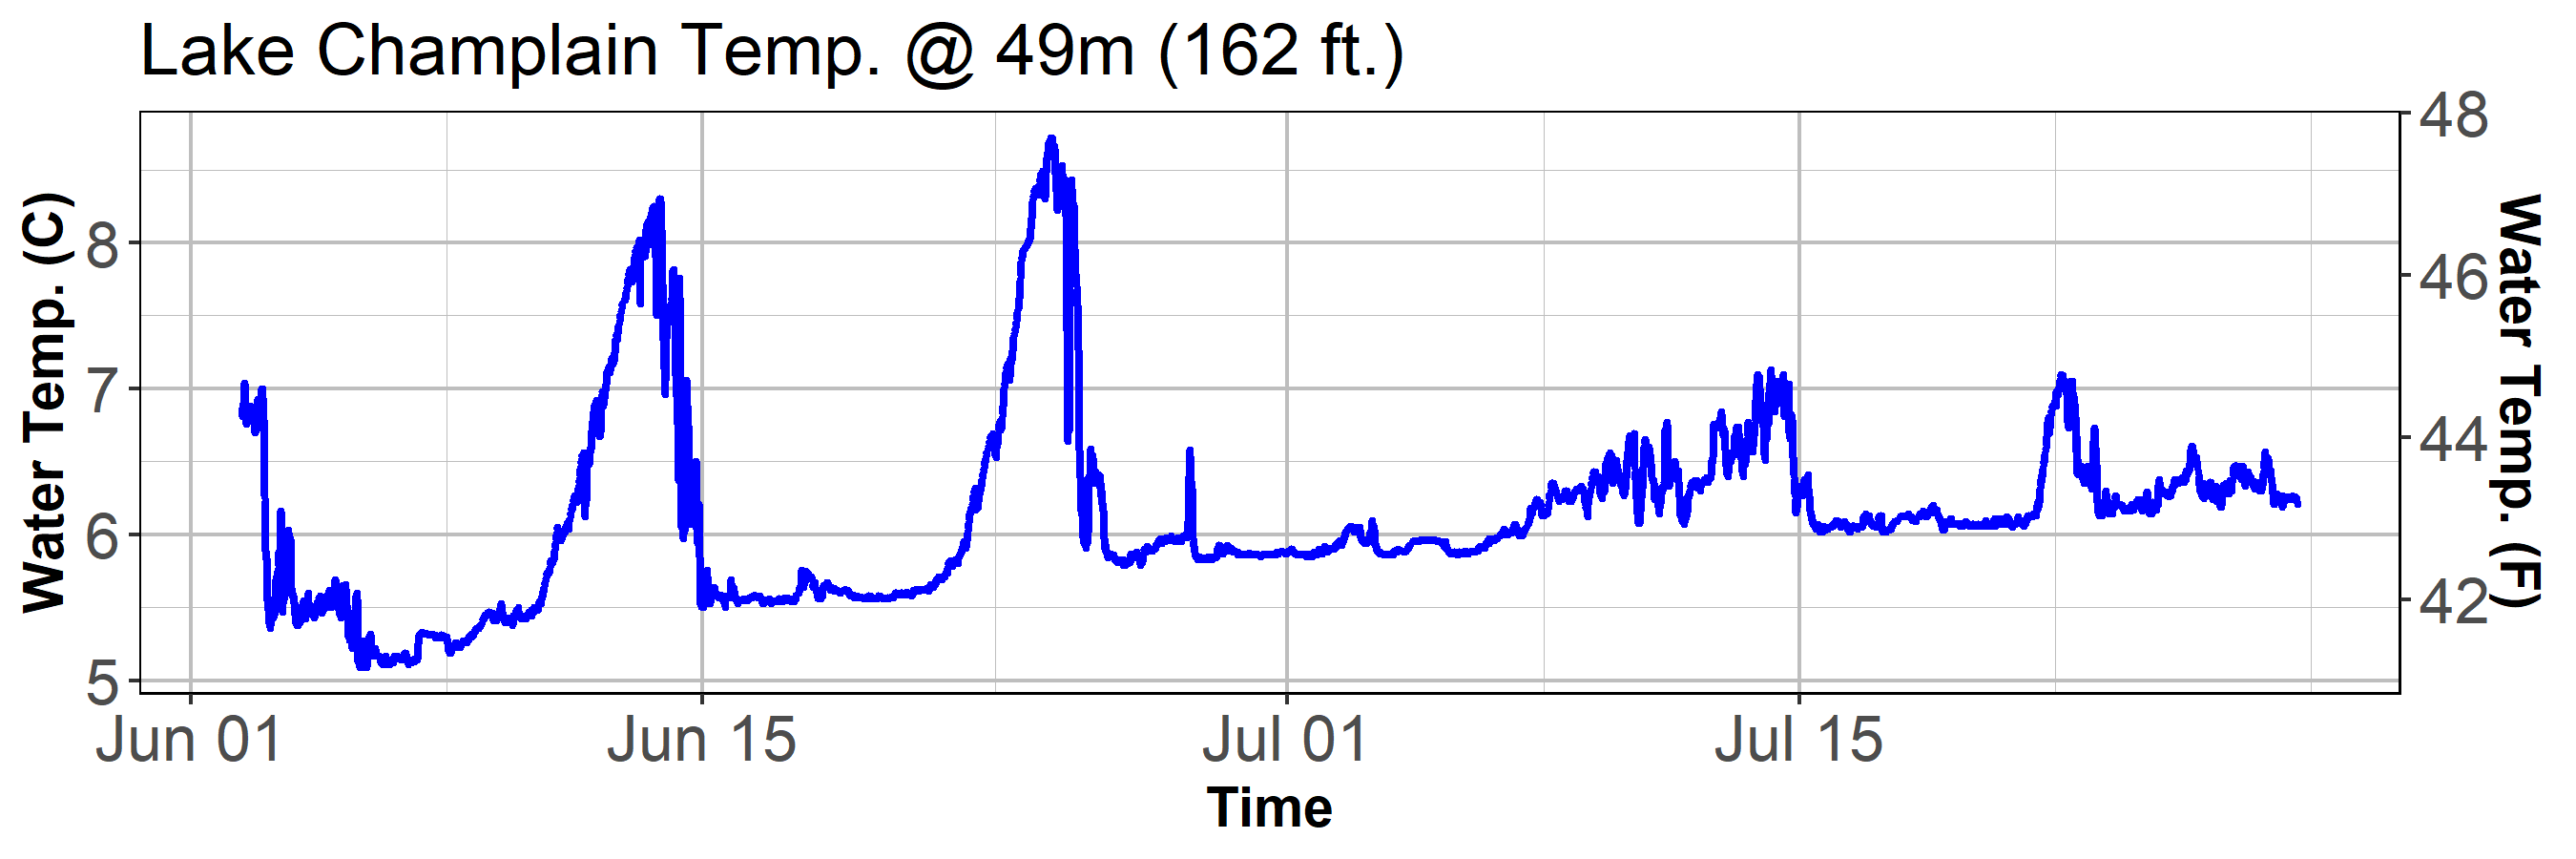 Lake Champlain Temp. @ 49m (162 ft.)
Water Temp. (C)
8
7
6
5
48
46
44
42
Water Temp. (F)
Jun 01
Jun 15
Jul 01
Jul 15
Time